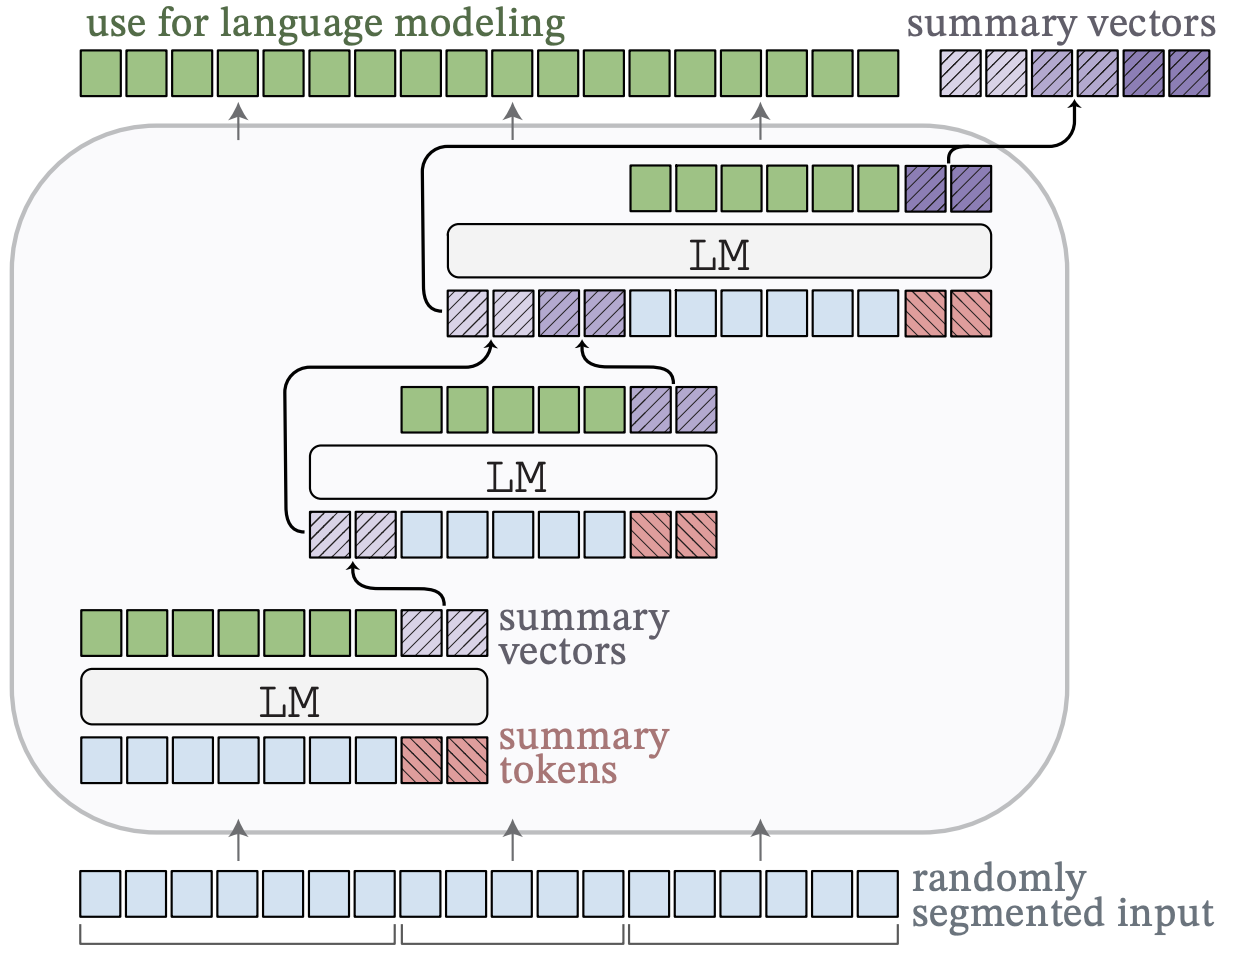 use for language modeling
summary vectors
LM
LM
summary
vectors
LM
summary
tokens
randomly
segmented input